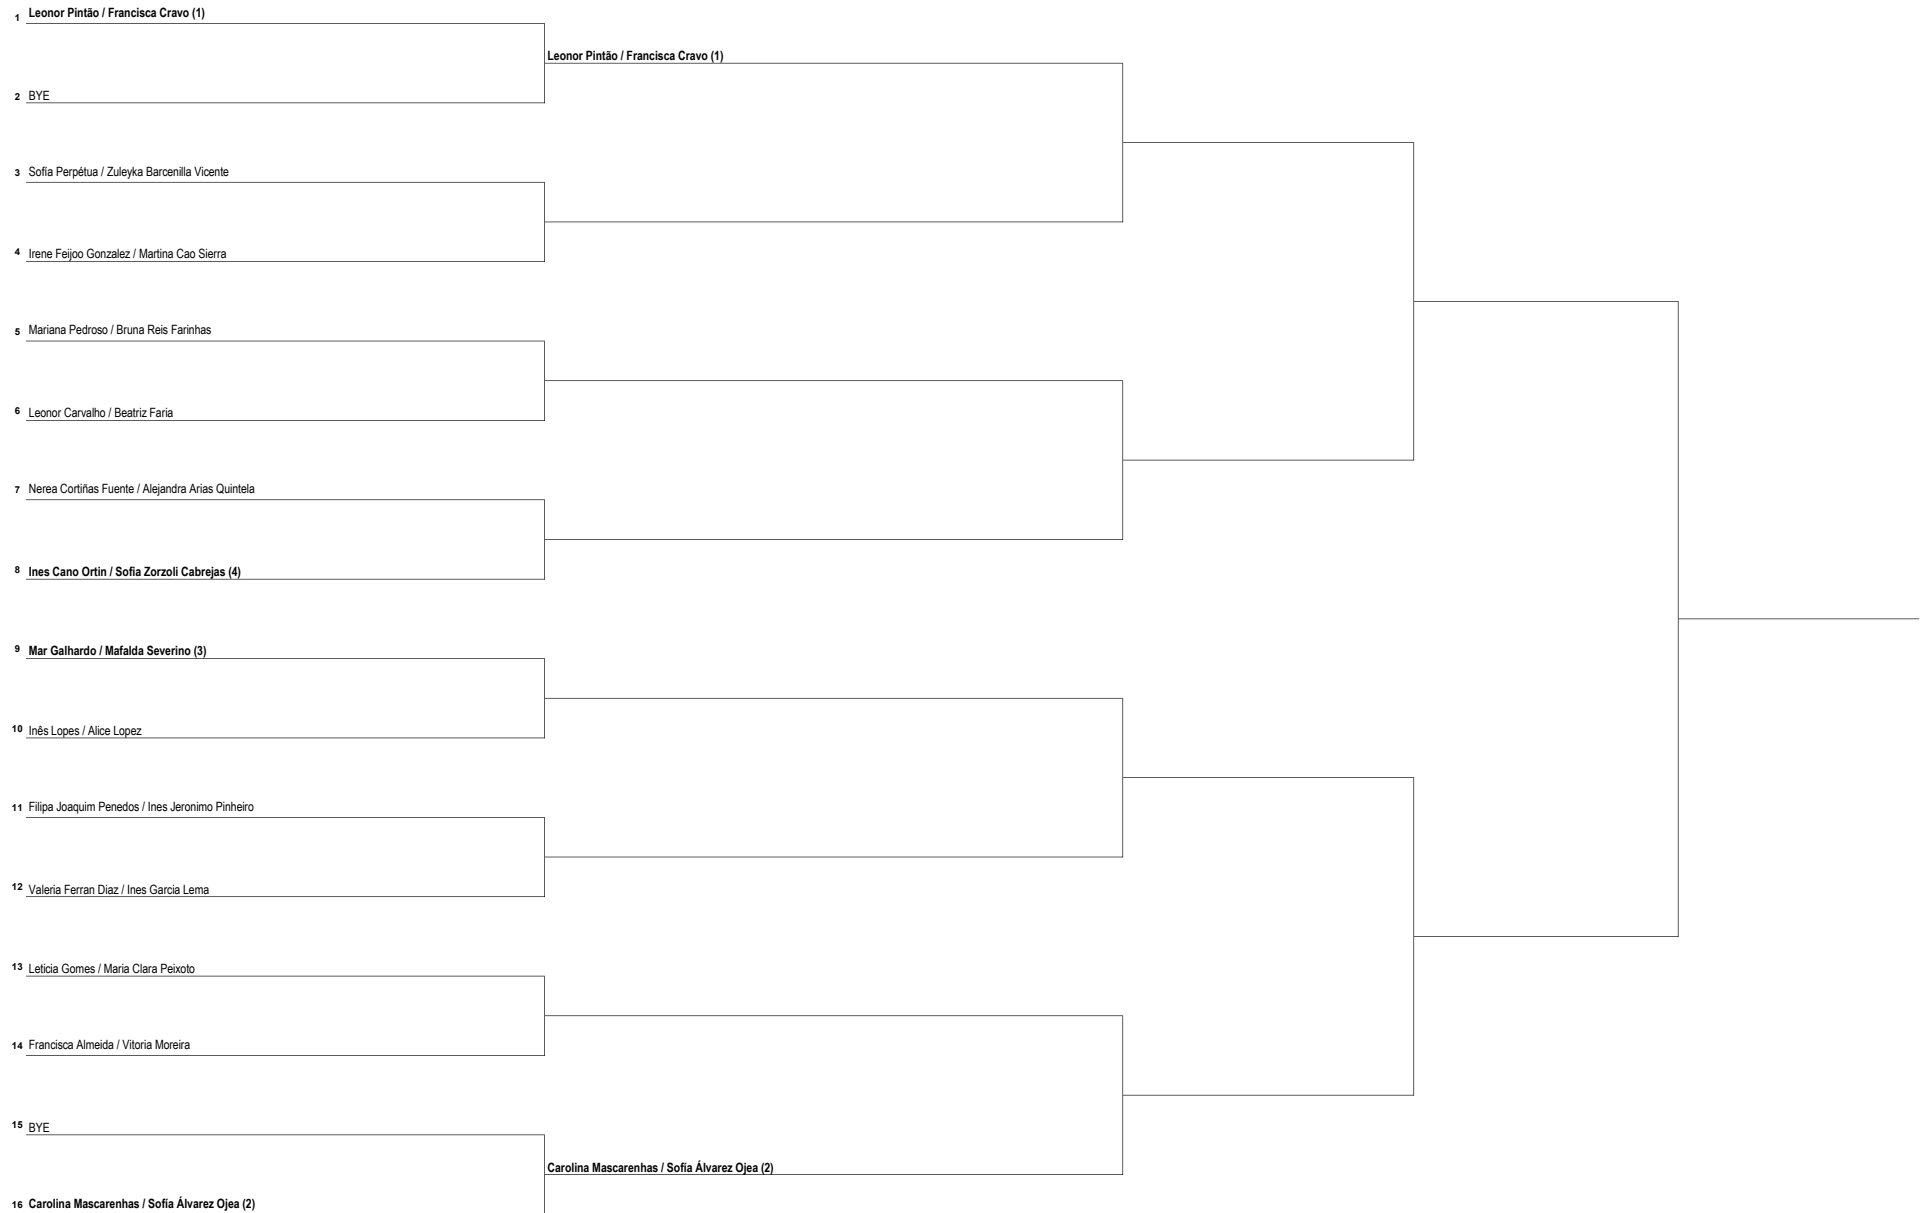 1 Leonor Pintão / Francisca Cravo (1)
Leonor Pintão / Francisca Cravo (1)
2 BYE
3 Sofía Perpétua / Zuleyka Barcenilla Vicente
4 Irene Feijoo Gonzalez / Martina Cao Sierra
5 Mariana Pedroso / Bruna Reis Farinhas
6 Leonor Carvalho / Beatriz Faria
7 Nerea Cortiñas Fuente / Alejandra Arias Quintela
8 Ines Cano Ortin / Sofia Zorzoli Cabrejas (4)
9 Mar Galhardo / Mafalda Severino (3)
10 Inês Lopes / Alice Lopez
11 Filipa Joaquim Penedos / Ines Jeronimo Pinheiro
12 Valeria Ferran Diaz / Ines Garcia Lema
13 Leticia Gomes / Maria Clara Peixoto
14 Francisca Almeida / Vitoria Moreira
15 BYE
Carolina Mascarenhas / Sofía Álvarez Ojea (2)
16 Carolina Mascarenhas / Sofía Álvarez Ojea (2)